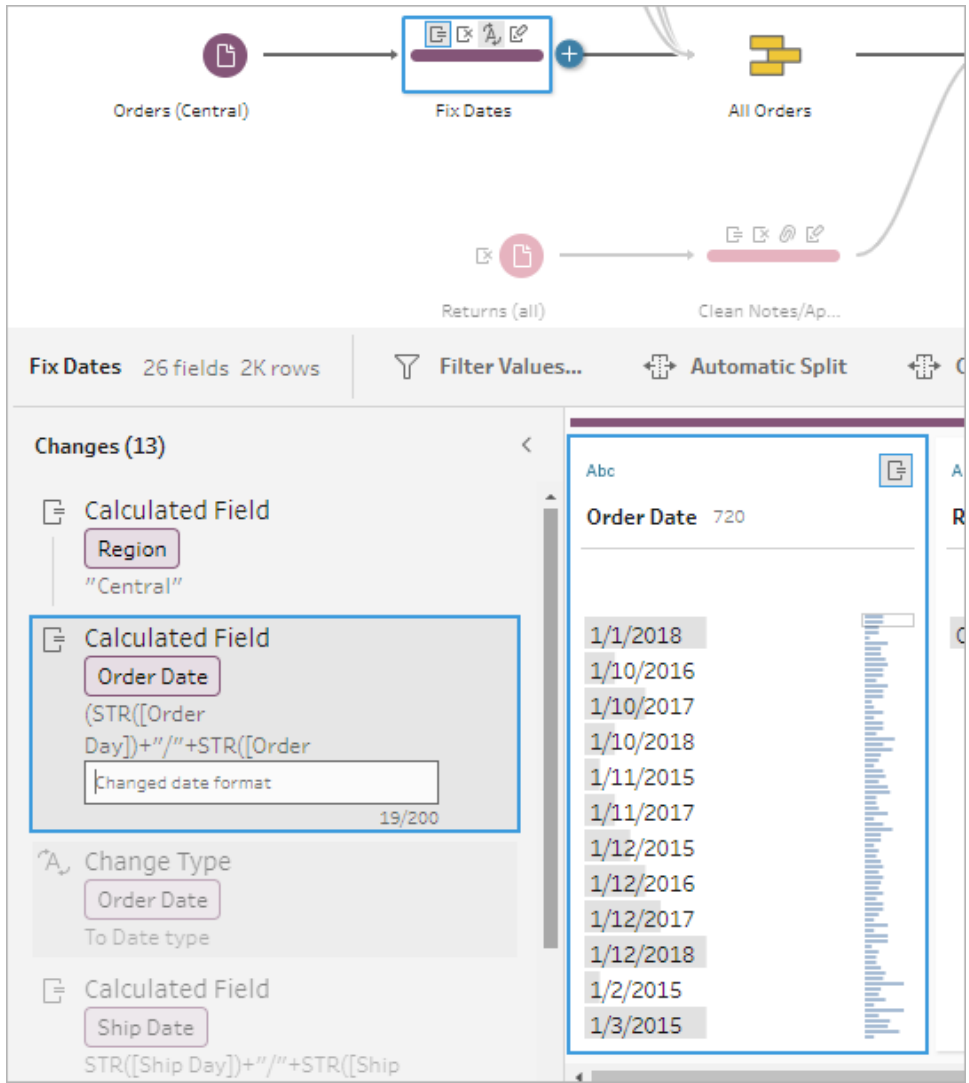 Orders (Central)
Fix Dates
All Orders
Returns (all)
Clean Notes/Ap...
Fix Dates 26 fields 2K rows
Filter Values...
Automatic Split
Changes (13)
Calculated Field
Region
"Central"
Calculated Field
Order Date
(STR([Order
Day])+"/"+STR([Order
Changed date format
19/200
Change Type
Order Date
To Date type
Calculated Field
Ship Date
STR([Ship Day])+"/"+STR([Ship
Abc
Order Date 720
1/1/2018
1/10/2016
1/10/2017
1/10/2018
1/11/2015
1/11/2017
1/12/2015
1/12/2016
1/12/2017
1/12/2018
1/2/2015
1/3/2015